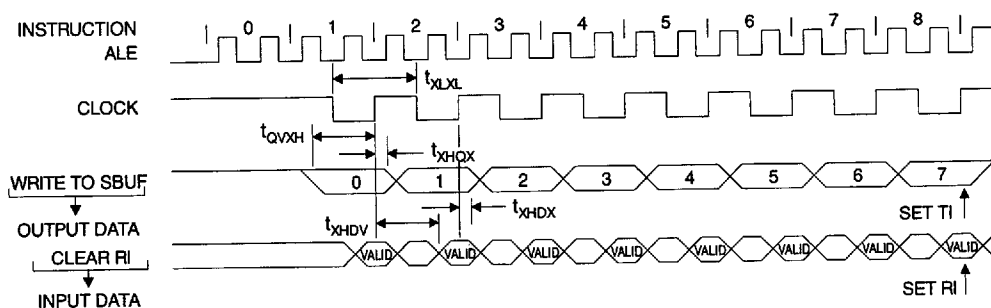 INSTRUCTION
0 1 2 3 4 5 6 7 8
ALE
tXLXL
CLOCK
tQVXH
tXHQX
WRITE TO SBUF
0 1 2 3 4 5 6 7
OUTPUT DATA
tXHDV
tXHDX
SET TI
CLEAR RI
VALID VALID VALID VALID VALID VALID VALID VALID
INPUT DATA
SET RI